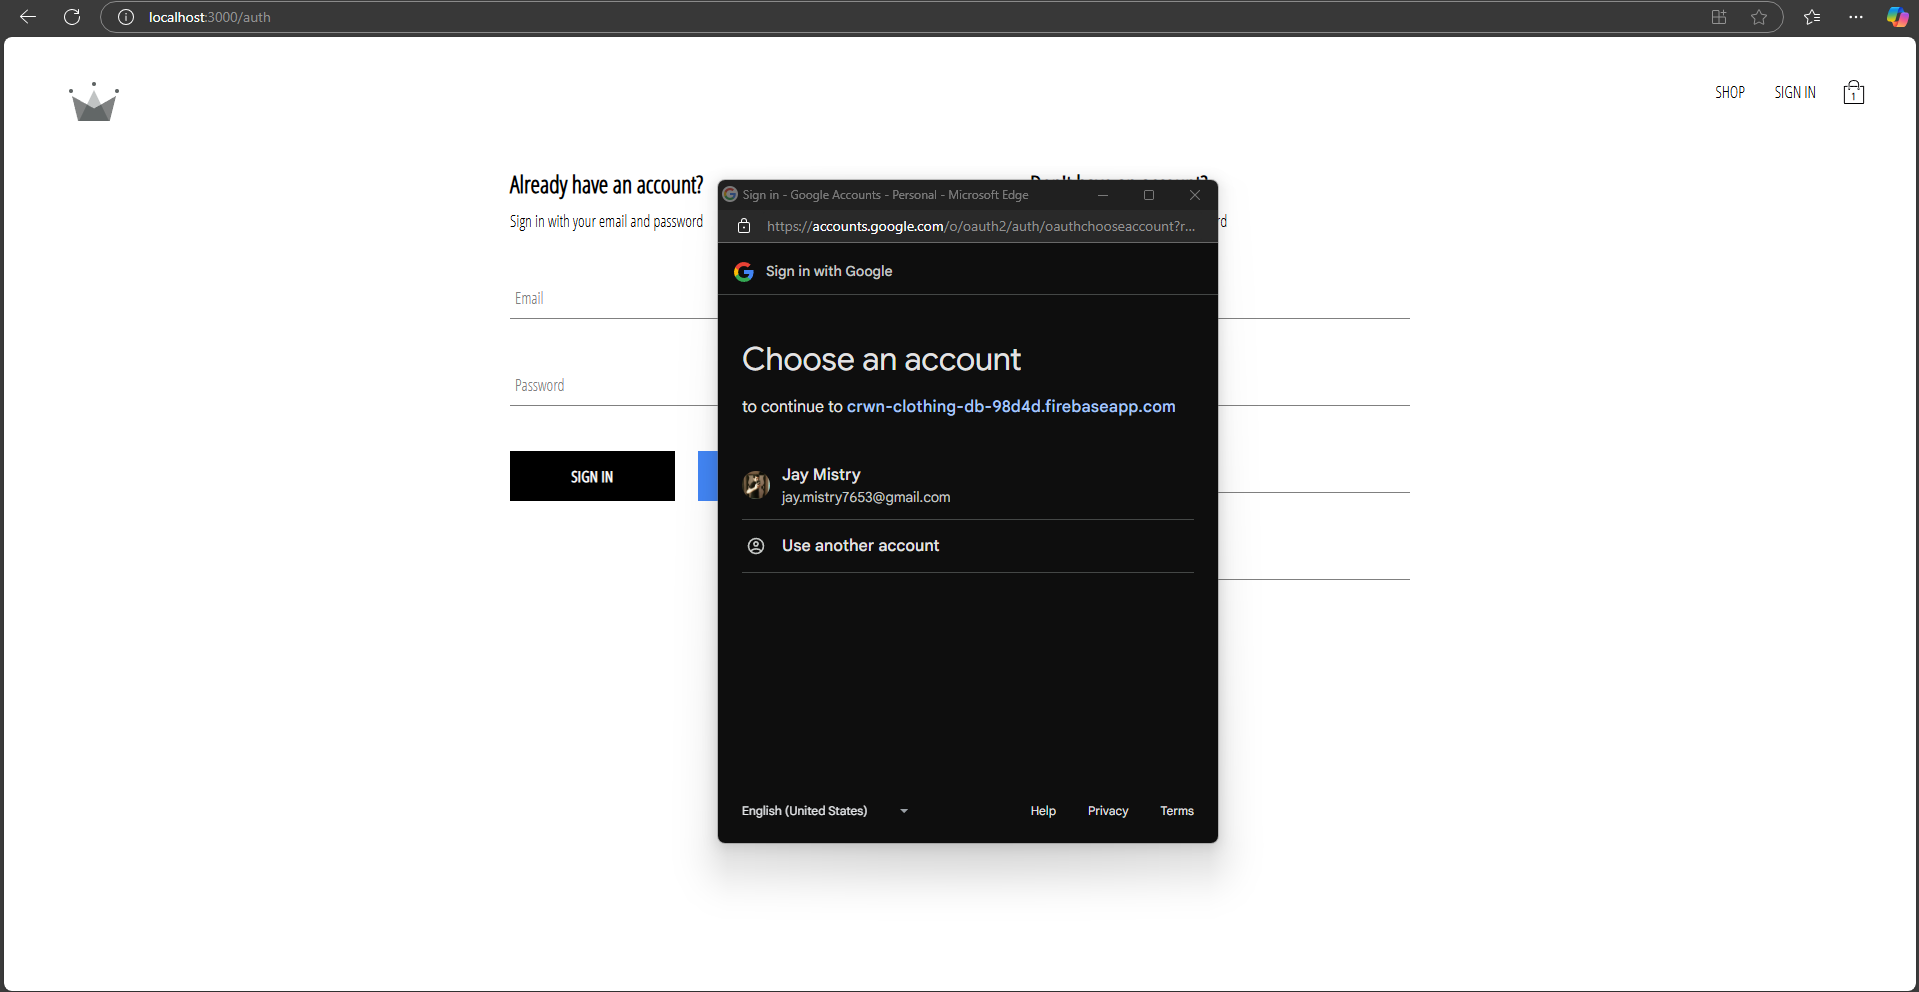 localhost:3000/auth
SHOP
SIGN IN
1
Already have an account?
Sign in with your email and password
Email
Password
SIGN IN
Sign in - Google Accounts - Personal - Microsoft Edge
https://accounts.google.com/o/oauth2/auth/oauthchooseaccount?r...
Sign in with Google
Choose an account
to continue to crwn-clothing-db-98d4d.firebaseapp.com
Jay Mistry
jay.mistry7653@gmail.com
Use another account
English (United States)
Help
Privacy
Terms